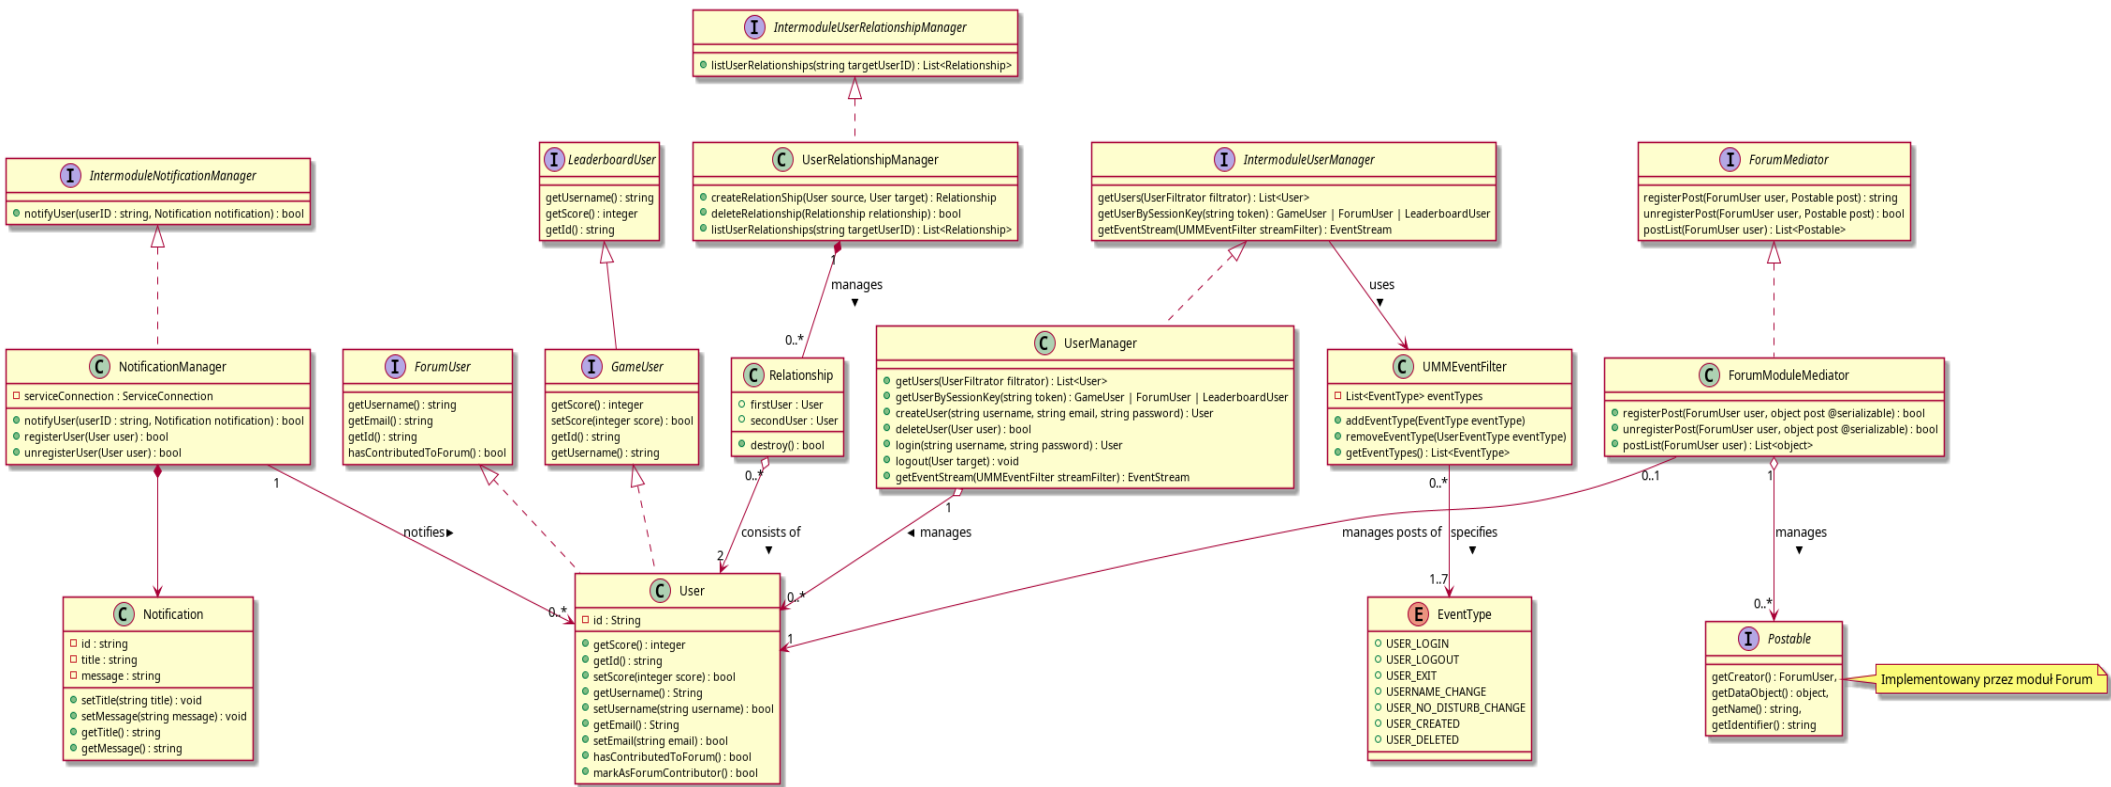 I IntermoduleUserRelationshipManager
listUserRelationships(string targetUserID) : List<Relationship>
I IntermoduleNotificationManager
notifyUser(userID : string, Notification notification) : bool
I LeaderboardUser
getUsername() : string
getScore() : integer
getId() : string
C UserRelationshipManager
createRelationShip(User source, User target) : Relationship
deleteRelationship(Relationship relationship) : bool
listUserRelationships(string targetUserID) : List<Relationship>
I IntermoduleUserManager
getUsers(UserFiltrator filtrator) : List<User>
getUserBySessionKey(string token) : GameUser | ForumUser | LeaderboardUser
getEventStream(UMMEventFilter streamFilter) : EventStream
I ForumMediator
registerPost(ForumUser user, Postable post) : string
unregisterPost(ForumUser user, Postable post) : bool
postList(ForumUser user) : List<Postable>
1
manages
0..*
uses
C NotificationManager
serviceConnection : ServiceConnection
notifyUser(userID : string, Notification notification) : bool
registerUser(User user) : bool
unregisterUser(User user) : bool
I ForumUser
getUsername() : string
getEmail() : string
getId() : string
hasContributedToForum() : bool
I GameUser
getScore() : integer
setScore(integer score) : bool
getId() : string
getUsername() : string
C Relationship
firstUser : User
secondUser : User
destroy() : bool
C UserManager
getUsers(UserFiltrator filtrator) : List<User>
getUserBySessionKey(string token) : GameUser | ForumUser | LeaderboardUser
createUser(string username, string email, string password) : User
deleteUser(User user) : bool
login(string username, string password) : User
logout(User target) : void
getEventStream(UMMEventFilter streamFilter) : EventStream
C UMMEventFilter
List<EventType> eventTypes
addEventType(EventType eventType)
removeEventType(UserEventType eventType)
getEventTypes() : List<EventType>
C ForumModuleMediator
registerPost(ForumUser user, object post @serializable) : bool
unregisterPost(ForumUser user, object post @serializable) : bool
postList(ForumUser user) : List<object>
1
notifies
0..*
0..*
consists of
2
1
manages
0..*
0..*
specifies
1..7
0..1
manages posts of
1
1
manages
0..*
C Notification
id : string
title : string
message : string
setTitle(string title) : void
setMessage(string message) : void
getTitle() : string
getMessage() : string
C User
id : String
getScore() : integer
getId() : string
setScore(integer score) : bool
getUsername() : String
setUsername(string username) : bool
getEmail() : String
setEmail(string email) : bool
hasContributedToForum() : bool
markAsForumContributor() : bool
E EventType
USER_LOGIN
USER_LOGOUT
USER_EXIT
USERNAME_CHANGE
USER_NO_DISTURB_CHANGE
USER_CREATED
USER_DELETED
I Postable
getCreator() : ForumUser,
getDataObject() : object,
getName() : string,
getIdentifier() : string
Implementowany przez moduł Forum